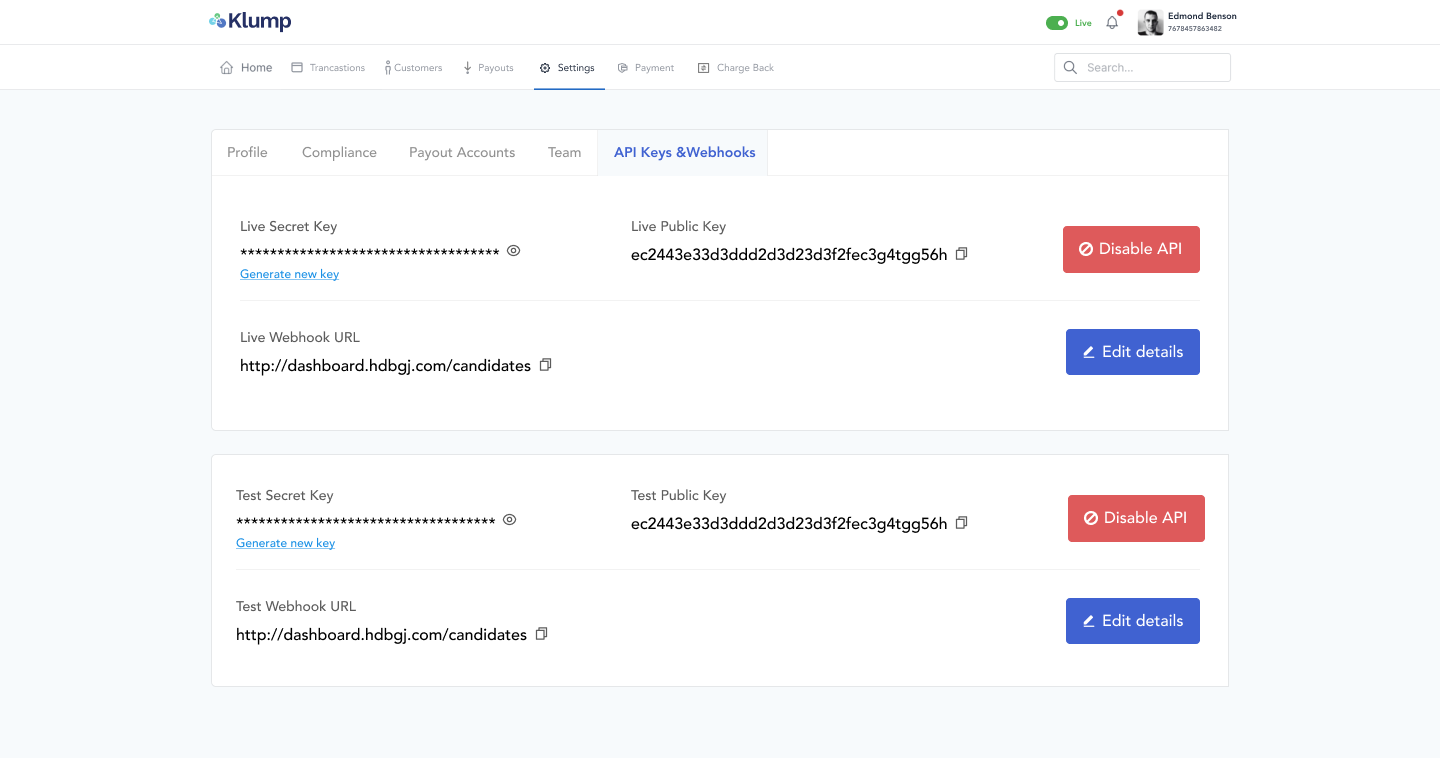 Klump
Live
Edmond Benson
7678457863482
Home Trancastions Customers Payouts Settings Payment Charge Back Search...
Profile Compliance Payout Accounts Team API Keys &Webhooks
Live Secret Key Live Public Key
*********************************** ec2443e33d3ddd2d3d23d3f2fec3g4tgg56h Disable API
Generate new key
Live Webhook URL
http://dashboard.hdbgj.com/candidates Edit details
Test Secret Key Test Public Key
*********************************** ec2443e33d3ddd2d3d23d3f2fec3g4tgg56h Disable API
Generate new key
Test Webhook URL
http://dashboard.hdbgj.com/candidates Edit details